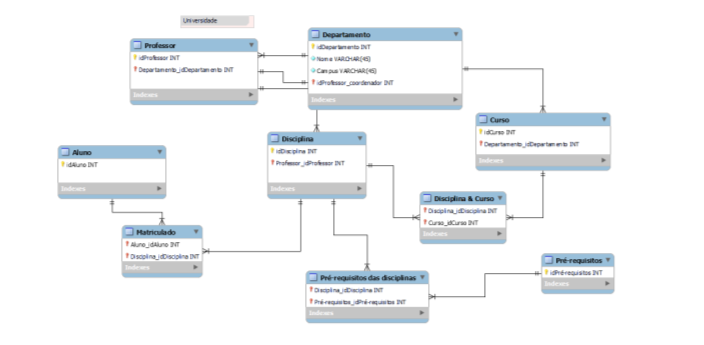 Universidade
Professor
idProfessor INT
Departamento_idDepartamento INT
Indexes
Departamento
idDepartamento INT
Nome VARCHAR(45)
Campus VARCHAR(45)
idProfessor_coordenador INT
Indexes
Curso
idCurso INT
Departamento_idDepartamento INT
Indexes
Aluno
idAluno INT
Indexes
Disciplina
idDisciplina INT
Professor_idProfessor INT
Indexes
Disciplina & Curso
Disciplina_idDisciplina INT
Curso_idCurso INT
Indexes
Matriculado
Aluno_idAluno INT
Disciplina_idDisciplina INT
Indexes
Pré-requisitos das disciplinas
Disciplina_idDisciplina INT
Pré-requisitos_idPré-requisitos INT
Indexes
Pré-requisitos
idPré-requisitos INT
Indexes